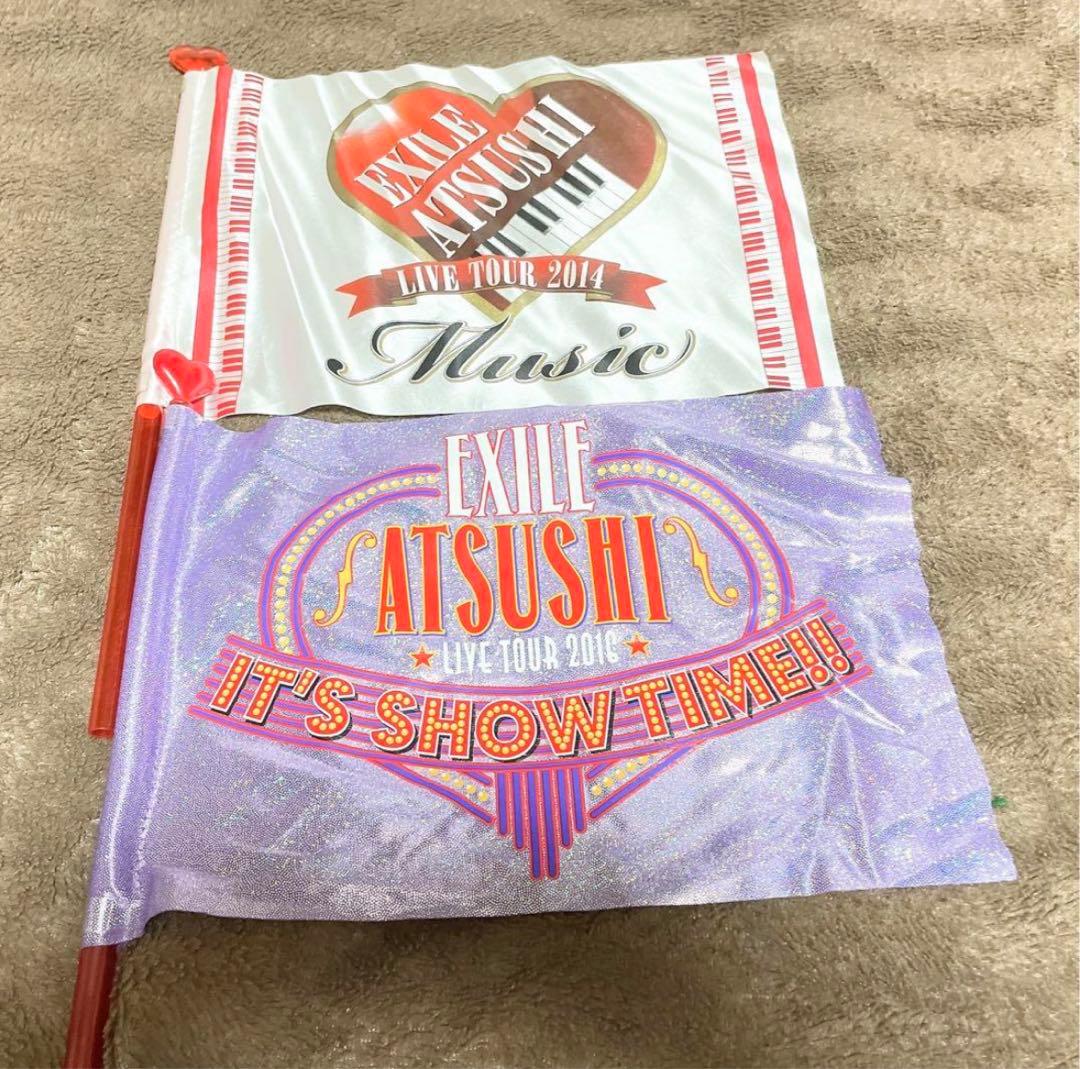 EXILE
ATSUSHI
LIVE TOUR 2014
Music
EXILE
ATSUSHI
LIVE TOUR 2016
IT'S SHOW TIME!!